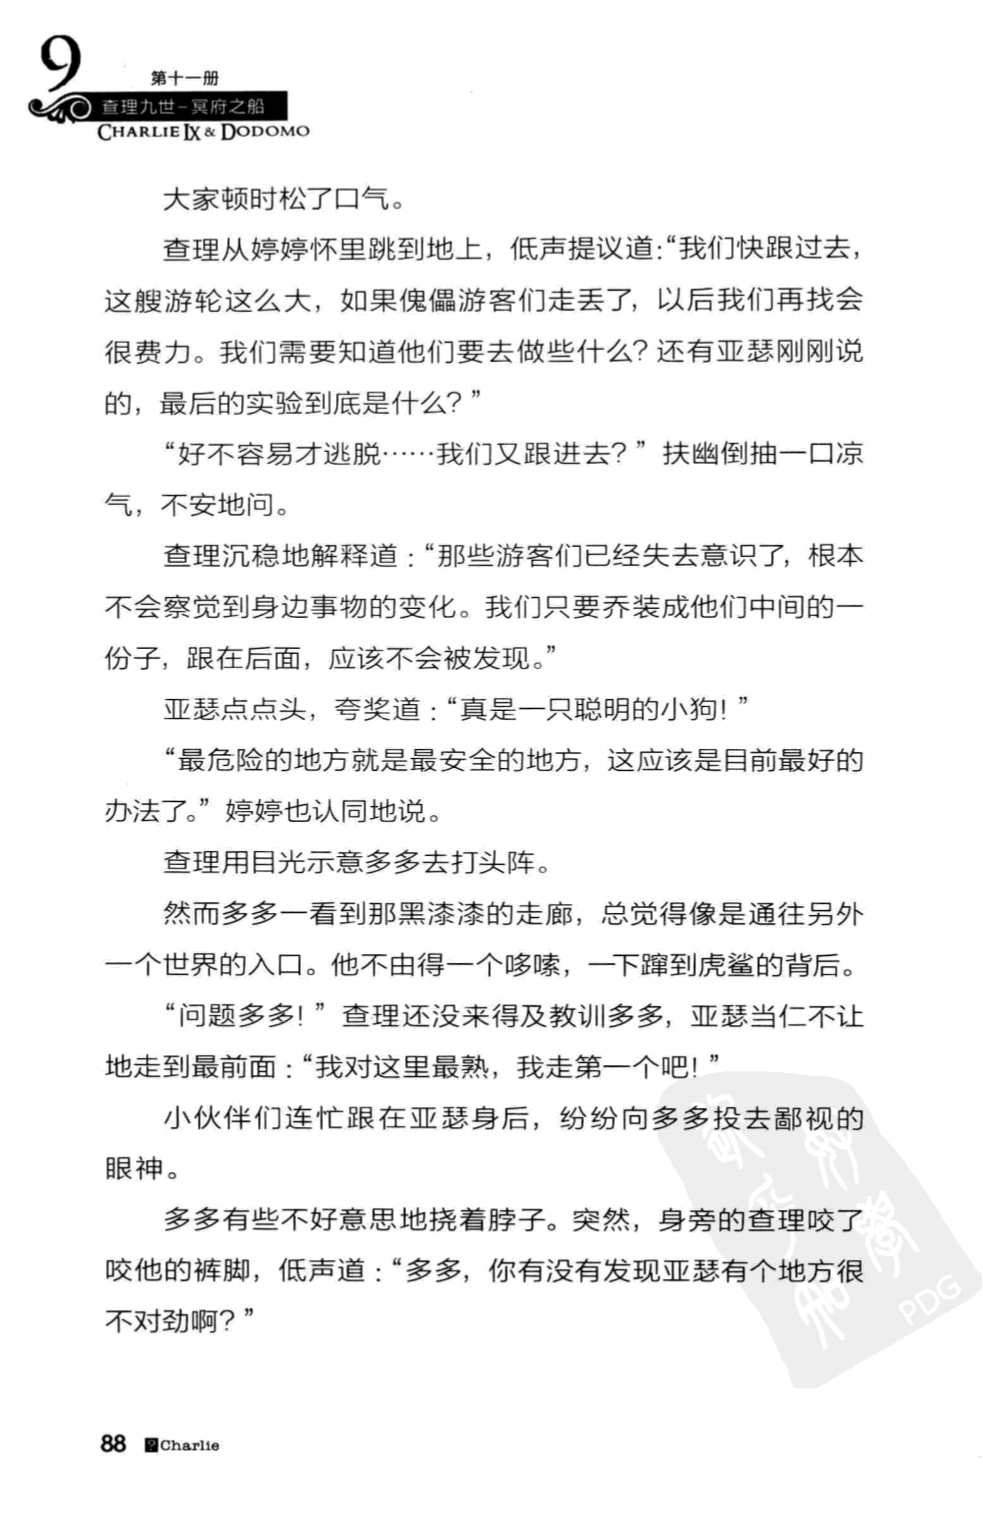 9
第十一册
查理九世-冥府之船
CHARLIE IX & DODOMO
大家顿时松了口气。
查理从婷婷怀里跳到地上，低声提议道：“我们快跟过去，
这艘游轮这么大，如果傀儡游客们走丢了，以后我们再找会
很费力。我们需要知道他们要去做些什么？还有亚瑟刚刚说
的，最后的实验到底是什么？”
“好不容易才逃脱……我们又跟进去？”扶幽倒抽一口凉
气，不安地问。
查理沉稳地解释道：“那些游客们已经失去意识了，根本
不会察觉到身边事物的变化。我们只要乔装成他们中间的一
份子，跟在后面，应该不会被发现。”
亚瑟点点头，夸奖道：“真是一只聪明的小狗！”
“最危险的地方就是最安全的地方，这应该是目前最好的
办法了。”婷婷也认同地说。
查理用目光示意多多去打头阵。
然而多多一看到那黑漆漆的走廊，总觉得像是通往另外
一个世界的入口。他不由得一个哆嗦，一下蹿到虎鲨的背后。
“问题多多！”查理还没来得及教训多多，亚瑟当仁不让
地走到最前面：“我对这里最熟，我走第一个吧！”
小伙伴们连忙跟在亚瑟身后，纷纷向多多投去鄙视的
眼神。
多多有些不好意思地挠着脖子。突然，身旁的查理咬了
咬他的裤脚，低声道：“多多，你有没有发现亚瑟有个地方很
不对劲啊？”
PDG
88 ?Charlie